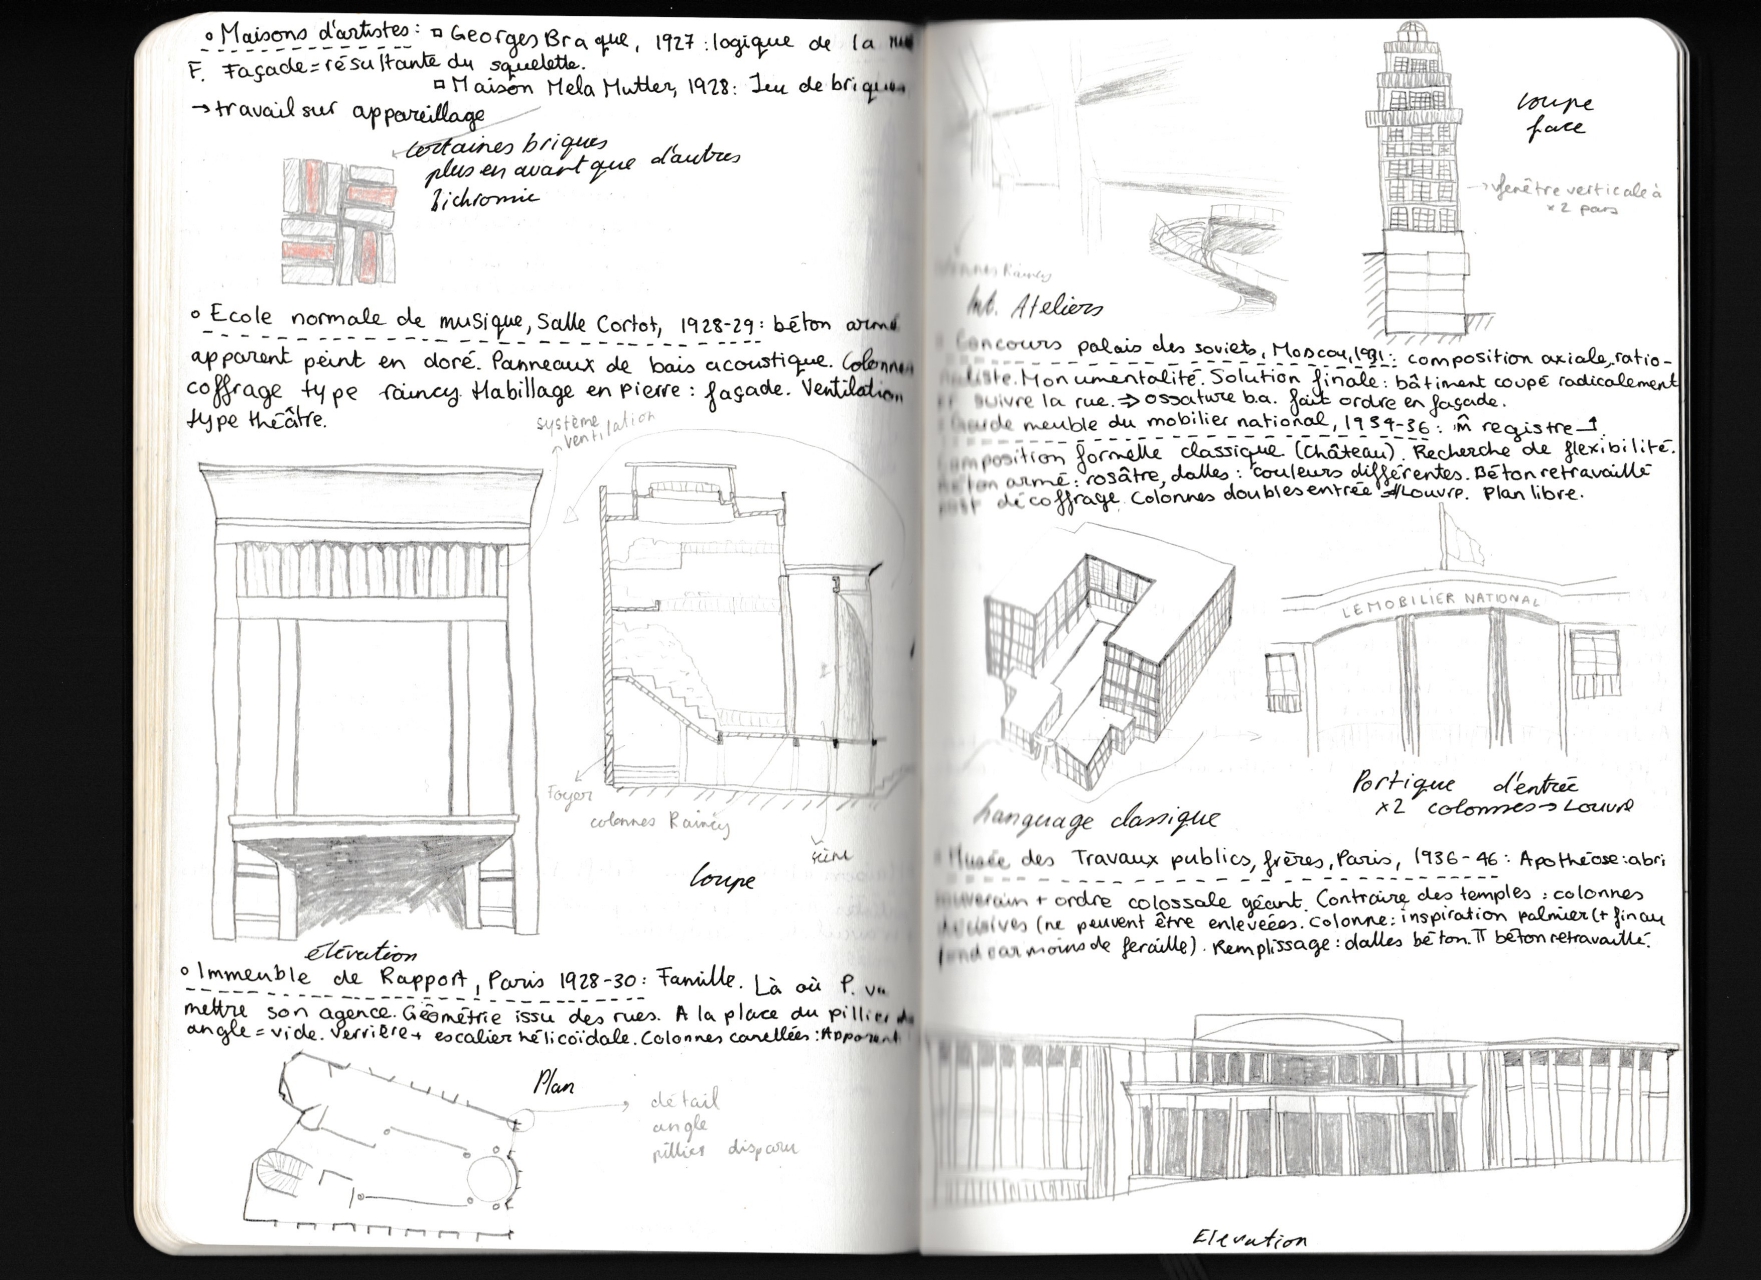 ° Maisons d'artistes : ▫ Georges Braque, 1927 : logique de la
F. Façade = résultante du squelette.
▫ Maison Mela Mutler, 1928 : Jeu de briques
→ travail sur appareillage
certaines briques
plus en avant que d'autres
Bichromie
° Ecole normale de musique, Salle Cortot, 1928-29 : béton armé
apparent peint en doré. Panneaux de bois acoustique. Colonnes
coffrage type raincy. Habillage en pierre : façade. Ventilation
type théâtre.
système
ventilation
Foyer
colonnes Raincy
scène
Coupe
élévation
° Immeuble de Rapport, Paris 1928-30 : Famille. Là où P. va
mettre son agence. Géométrie issu des rues. A la place du pillier
angle = vide. Verrière + escalier hélicoïdale. Colonnes canellées : Apparent
Plan
détail
angle
pillier disparu
coupe
face
→ fenêtre verticale à
x2 pans
Raincy
Int. Ateliers
° Concours palais des soviets, Moscou, 1931 : composition axiale, ratio-
naliste. Monumentalité. Solution finale : bâtiment coupé radicalement
suivre la rue. ⇒ ossature b.a. fait ordre en façade.
° Garde meuble du mobilier national, 1934-36 : m̂ registre ↑.
Composition formelle classique (Château). Recherche de flexibilité.
Béton armé : rosâtre, dalles : couleurs différentes. Béton retravaillé
post décoffrage. Colonnes doubles entrée Louvre. Plan libre.
LE MOBILIER NATIONAL
Portique d'entrée
x2 colonnes → Louvre
Language classique
° Musée des Travaux publics, frères, Paris, 1936-46 : Apothéose : abri
souverain + ordre colossale géant. Contraire des temples : colonnes
décisives (ne peuvent être enlevées. Colonne : inspiration palmier (+ fin au
fond car moins de feraille). Remplissage : dalles béton. π béton retravaillé.
Elevation